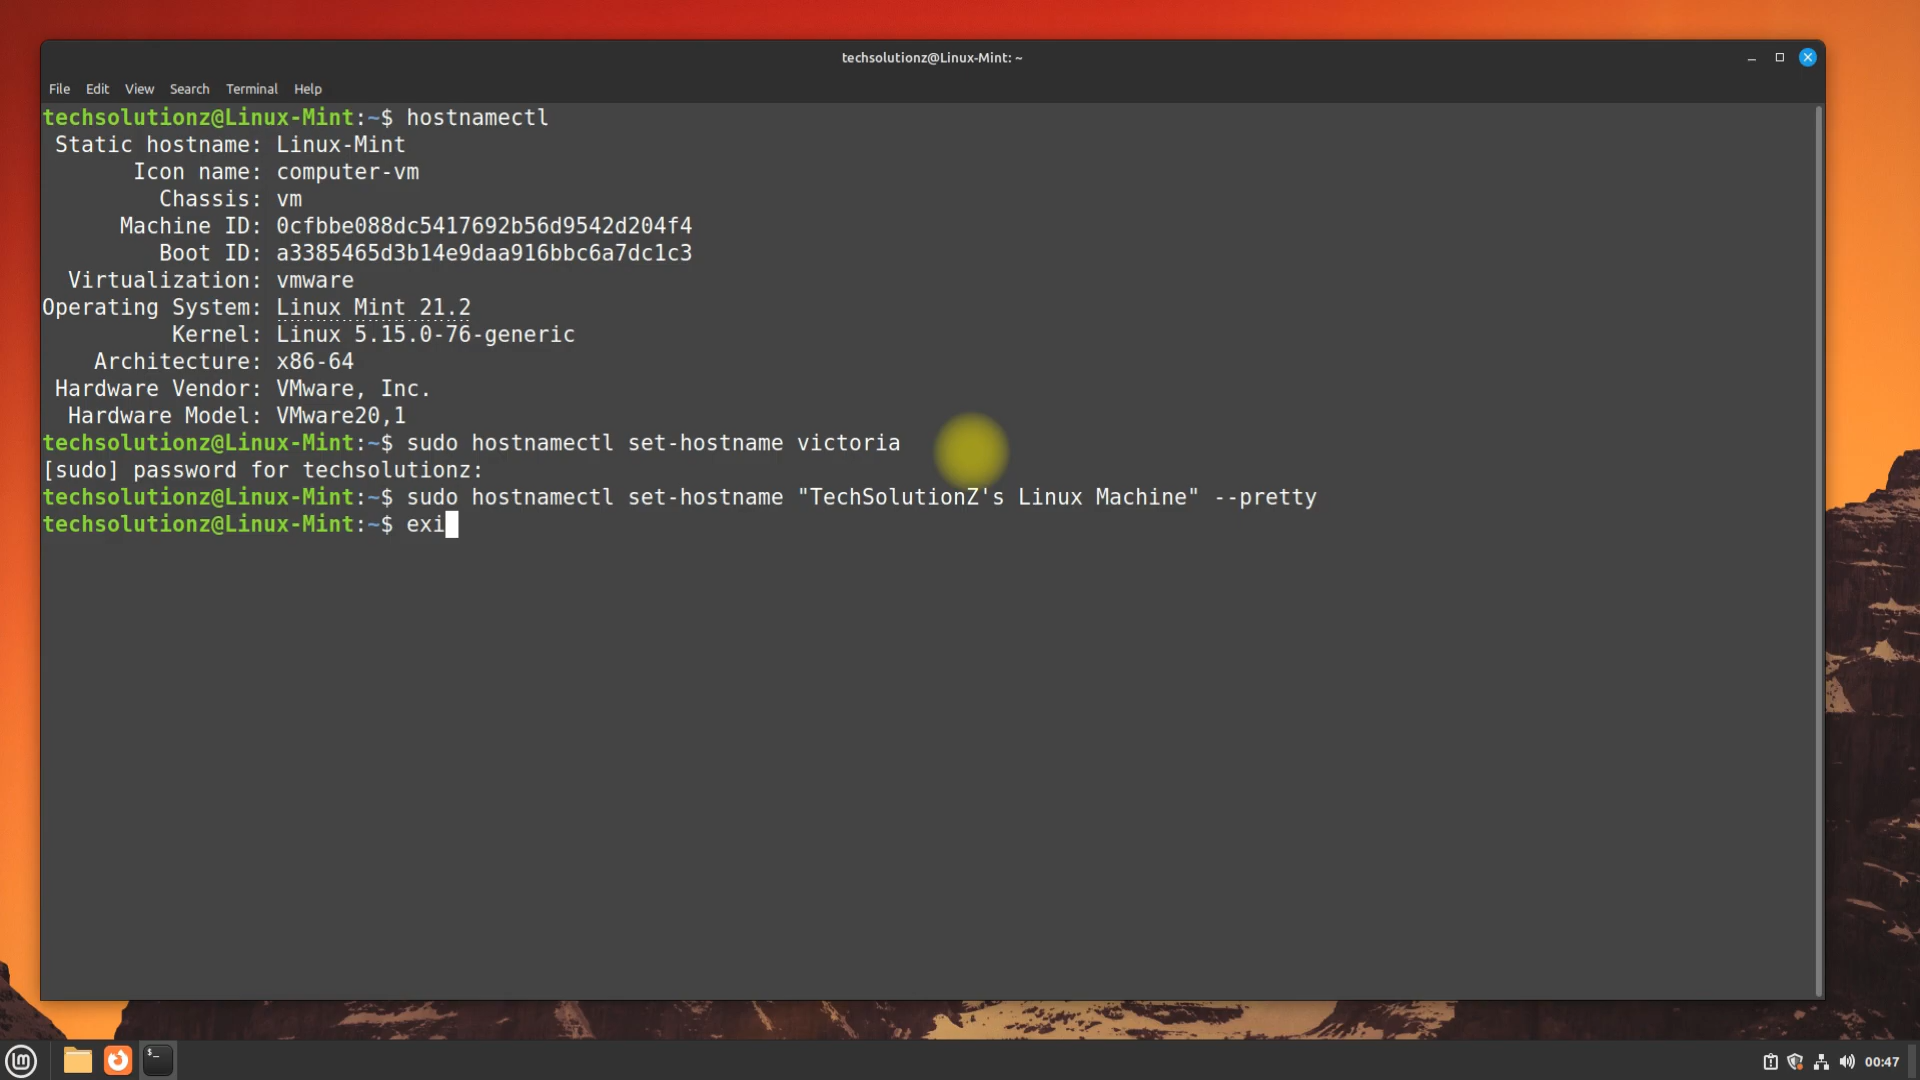 techsolutionz@Linux-Mint: ~
File Edit View Search Terminal Help
techsolutionz@Linux-Mint:~$ hostnamectl
Static hostname: Linux-Mint
Icon name: computer-vm
Chassis: vm
Machine ID: 0cfbbe088dc5417692b56d9542d204f4
Boot ID: a3385465d3b14e9daa916bbc6a7dc1c3
Virtualization: vmware
Operating System: Linux Mint 21.2
Kernel: Linux 5.15.0-76-generic
Architecture: x86-64
Hardware Vendor: VMware, Inc.
Hardware Model: VMware20,1
techsolutionz@Linux-Mint:~$ sudo hostnamectl set-hostname victoria
[sudo] password for techsolutionz:
techsolutionz@Linux-Mint:~$ sudo hostnamectl set-hostname "TechSolutionZ's Linux Machine" --pretty
techsolutionz@Linux-Mint:~$ exi
00:47